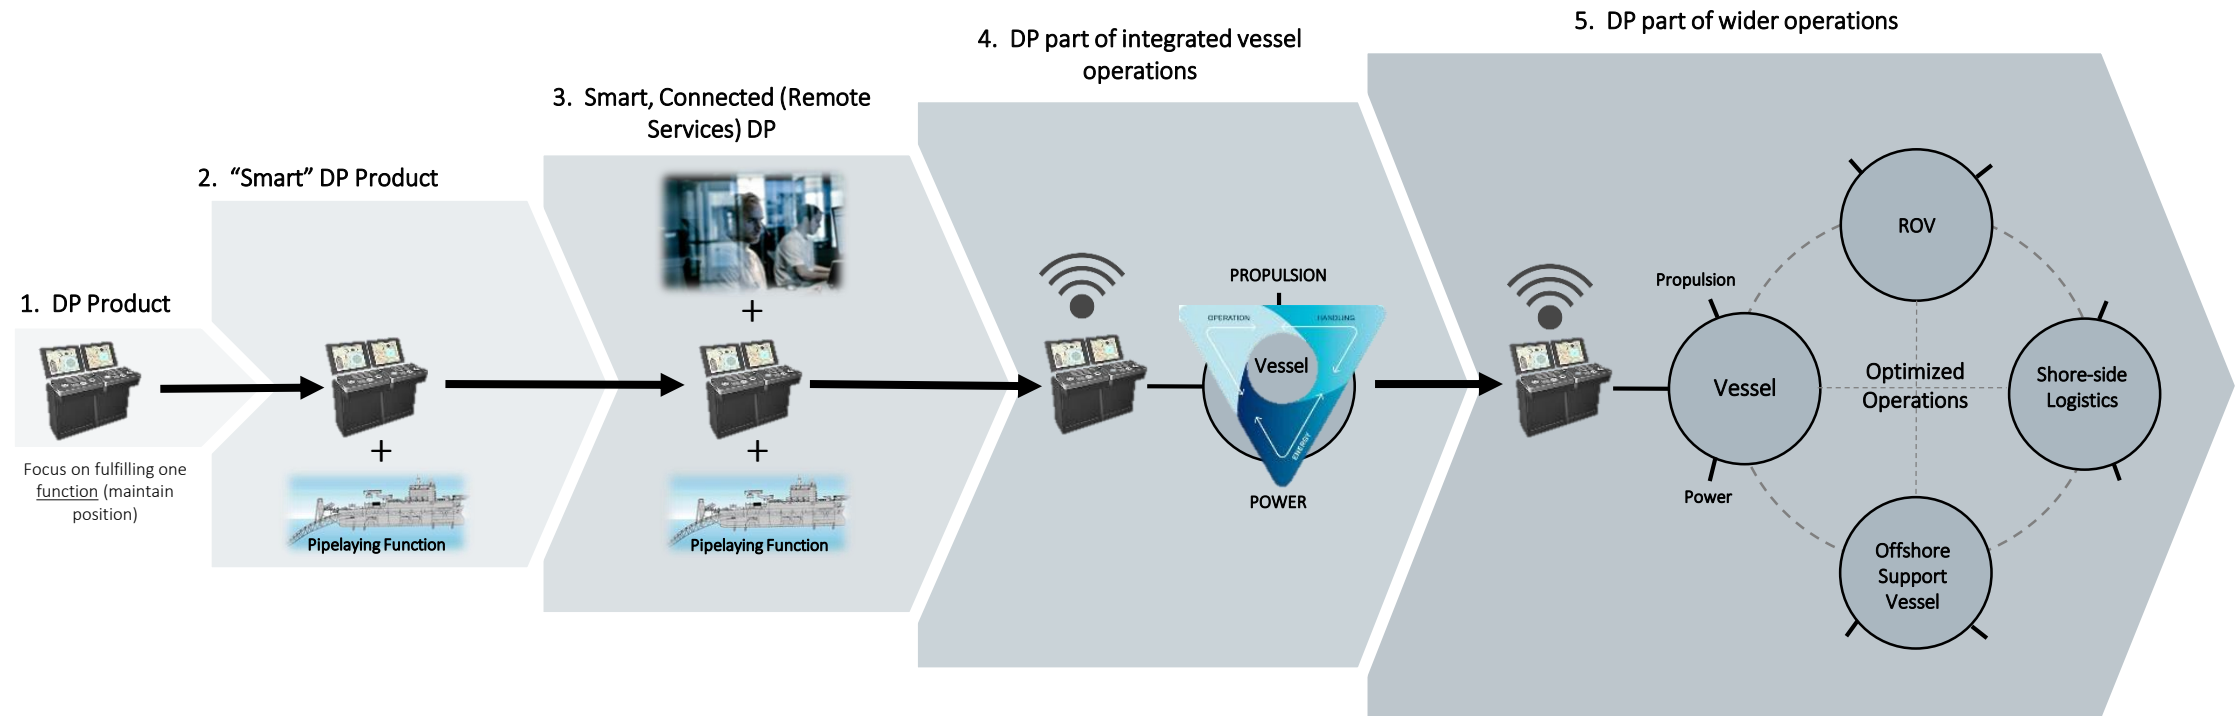 1. DP Product
Focus on fulfilling one
function (maintain
position)
2. “Smart” DP Product
+
Pipelaying Function
3. Smart, Connected (Remote
Services) DP
+
+
Pipelaying Function
4. DP part of integrated vessel
operations
PROPULSION
OPERATION
HANDLING
Vessel
ENERGY
POWER
5. DP part of wider operations
Propulsion
Vessel
Power
ROV
Optimized
Operations
Shore-side
Logistics
Offshore
Support
Vessel